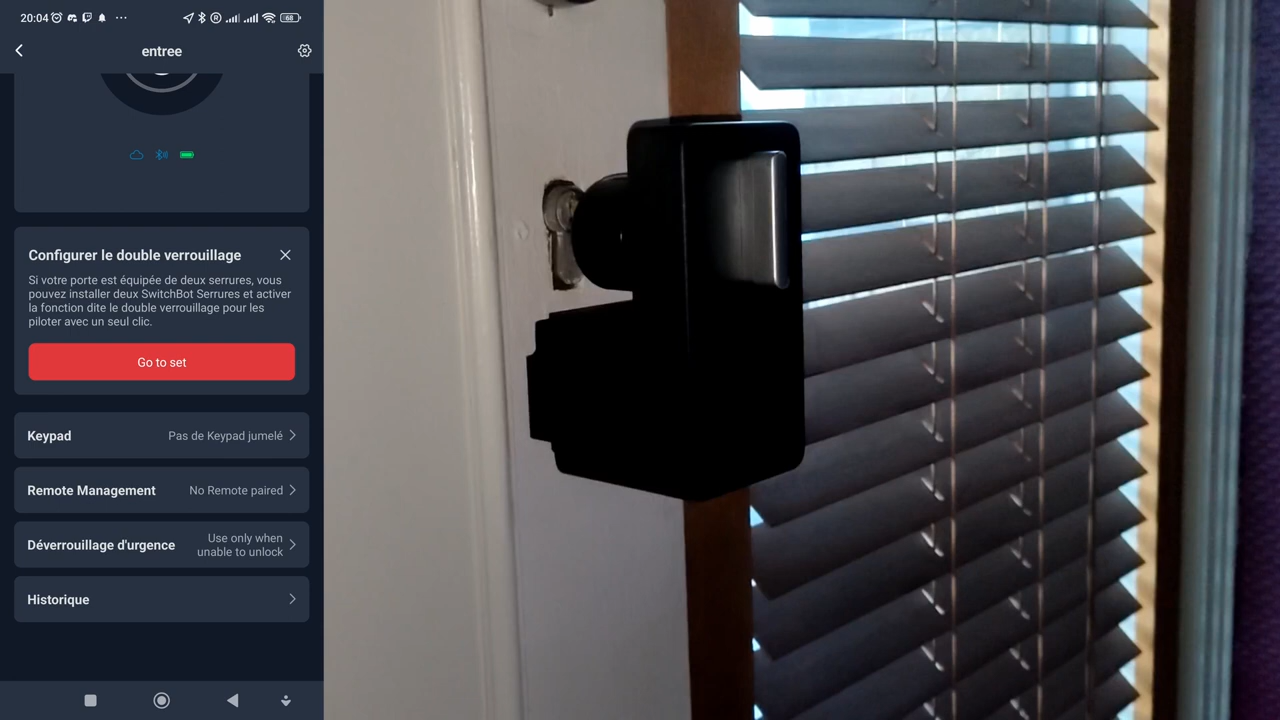 20:04
68
entree
Configurer le double verrouillage
Si votre porte est équipée de deux serrures, vous
pouvez installer deux SwitchBot Serrures et activer
la fonction dite le double verrouillage pour les
piloter avec un seul clic.
Go to set
Keypad Pas de Keypad jumelé
Remote Management No Remote paired
Déverrouillage d'urgence Use only when
unable to unlock
Historique